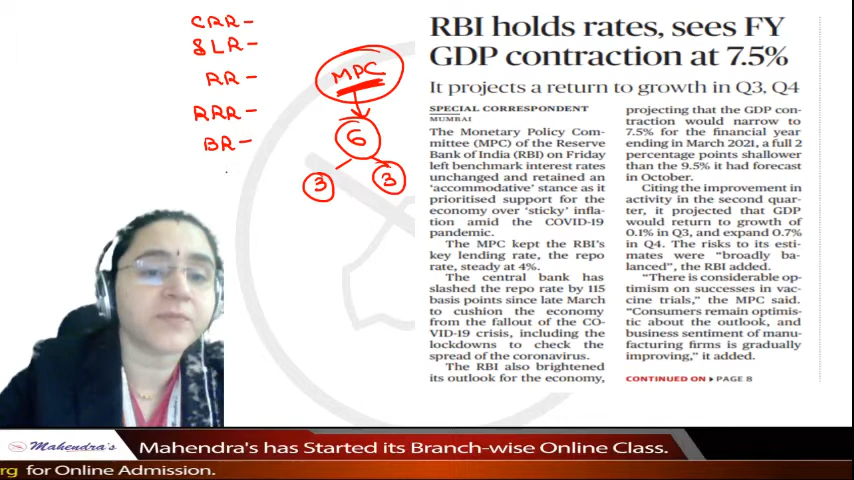 CRR-
SLR-
RR-
RRR-
BR-
MPC
6
3
3
RBI holds rates, sees FY
GDP contraction at 7.5%
It projects a return to growth in Q3, Q4
SPECIAL CORRESPONDENT
MUMBAI
The Monetary Policy Com-
mittee (MPC) of the Reserve
Bank of India (RBI) on Friday
left benchmark interest rates
unchanged and retained an
‘accommodative’ stance as it
prioritised support for the
economy over ‘sticky’ infla-
tion amid the COVID-19
pandemic.
The MPC kept the RBI’s
key lending rate, the repo
rate, steady at 4%.
The central bank has
slashed the repo rate by 115
basis points since late March
to cushion the economy
from the fallout of the CO-
VID-19 crisis, including the
lockdowns to check the
spread of the coronavirus.
The RBI also brightened
its outlook for the economy,
projecting that the GDP con-
traction would narrow to
7.5% for the financial year
ending in March 2021, a full 2
percentage points shallower
than the 9.5% it had forecast
in October.
Citing the improvement in
activity in the second quar-
ter, it projected that GDP
would return to growth of
0.1% in Q3, and expand 0.7%
in Q4. The risks to its esti-
mates were “broadly ba-
lanced”, the RBI added.
“There is considerable op-
timism on successes in vac-
cine trials,” the MPC said.
“Consumers remain optimis-
tic about the outlook, and
business sentiment of manu-
facturing firms is gradually
improving,” it added.
CONTINUED ON ▸ PAGE 8
Mahendra's
Mahendra's has Started its Branch-wise Online Class.
rg for Online Admission.